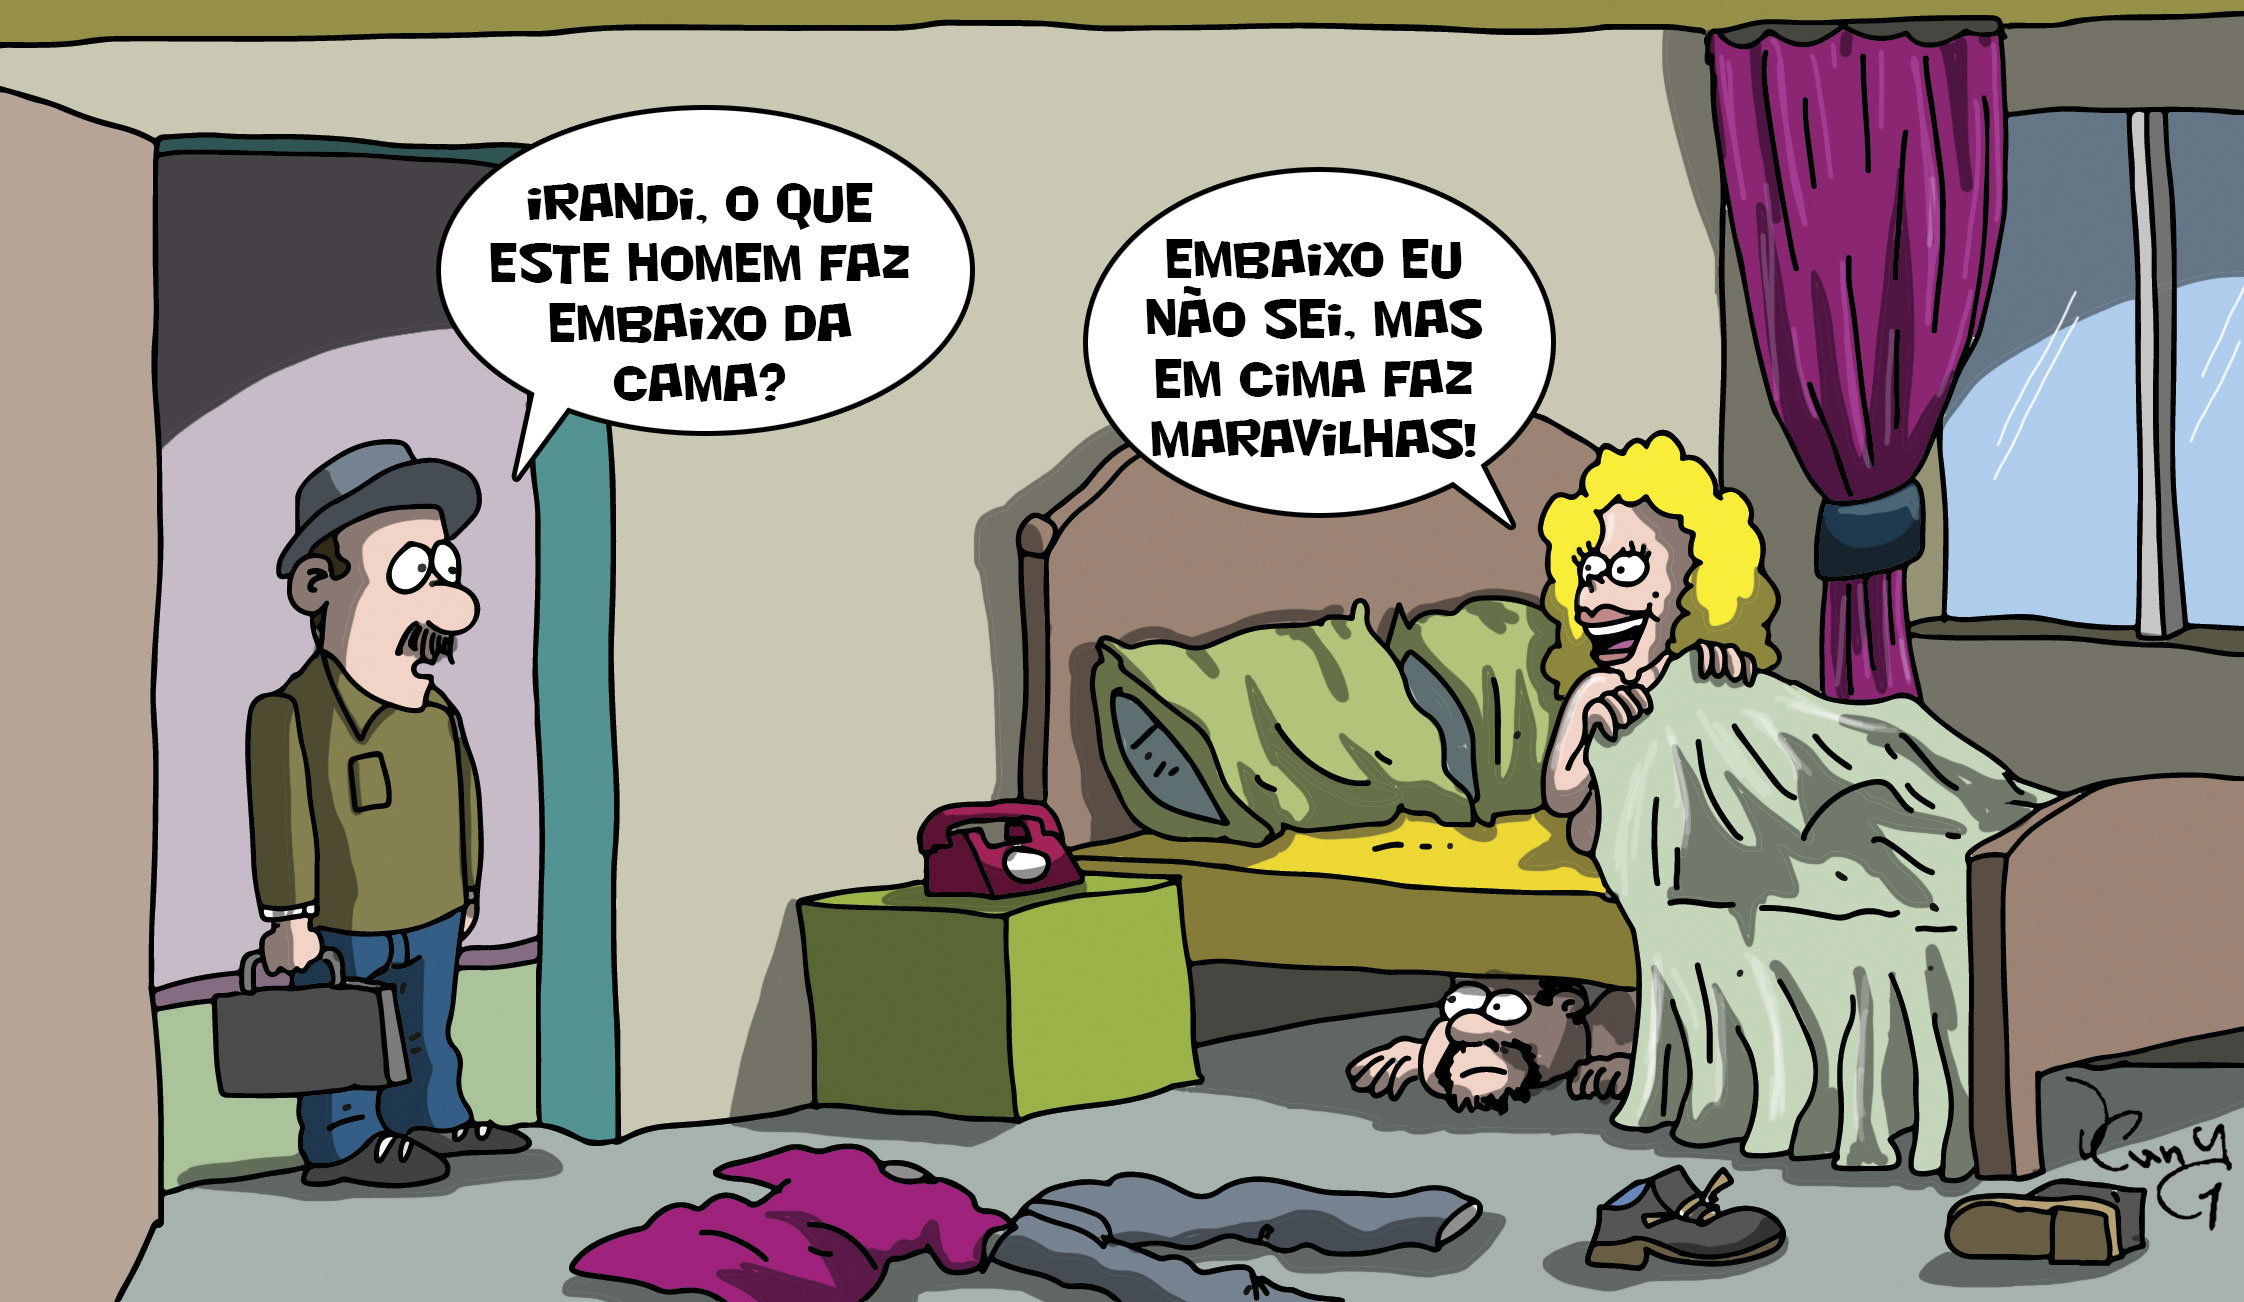 IRANDI, O QUE
ESTE HOMEM FAZ
EMBAIXO DA
CAMA?
EMBAIXO EU
NÃO SEI, MAS
EM CIMA FAZ
MARAVILHAS!